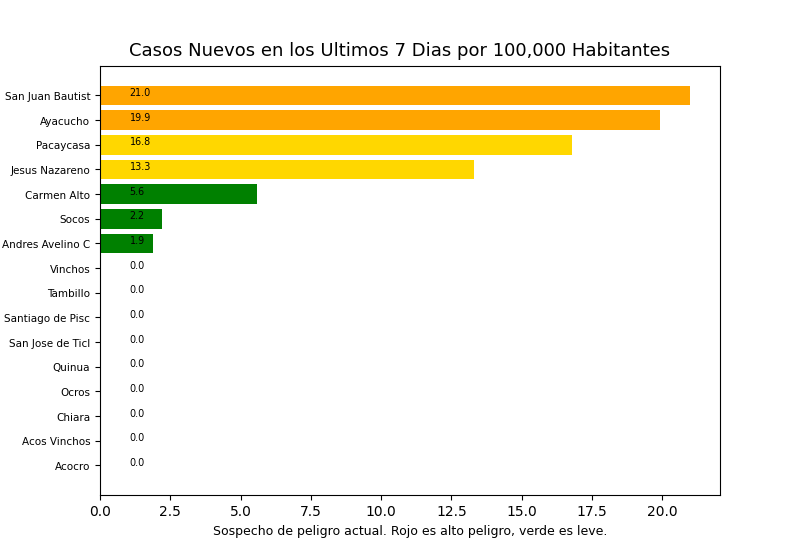 Casos Nuevos en los Ultimos 7 Dias por 100,000 Habitantes
San Juan Bautist 21.0
Ayacucho 19.9
Pacaycasa 16.8
Jesus Nazareno 13.3
Carmen Alto 5.6
Socos 2.2
Andres Avelino C 1.9
Vinchos 0.0
Tambillo 0.0
Santiago de Pisc 0.0
San Jose de Ticl 0.0
Quinua 0.0
Ocros 0.0
Chiara 0.0
Acos Vinchos 0.0
Acocro 0.0
0.0 2.5 5.0 7.5 10.0 12.5 15.0 17.5 20.0
Sospecho de peligro actual. Rojo es alto peligro, verde es leve.